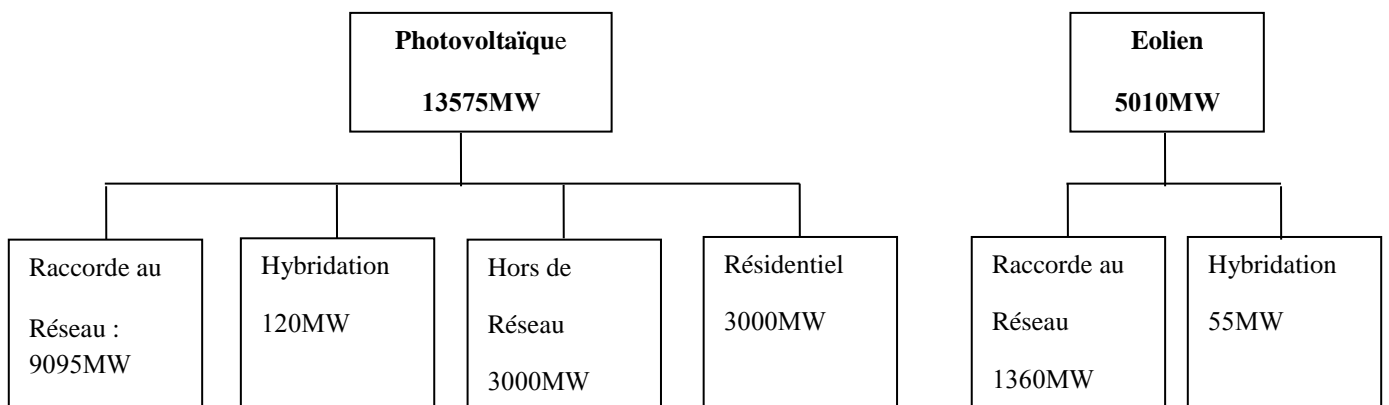 Photovoltaïque
13575MW
Eolien
5010MW
Raccorde au
Réseau :
9095MW
Hybridation
120MW
Hors de
Réseau
3000MW
Résidentiel
3000MW
Raccorde au
Réseau
1360MW
Hybridation
55MW